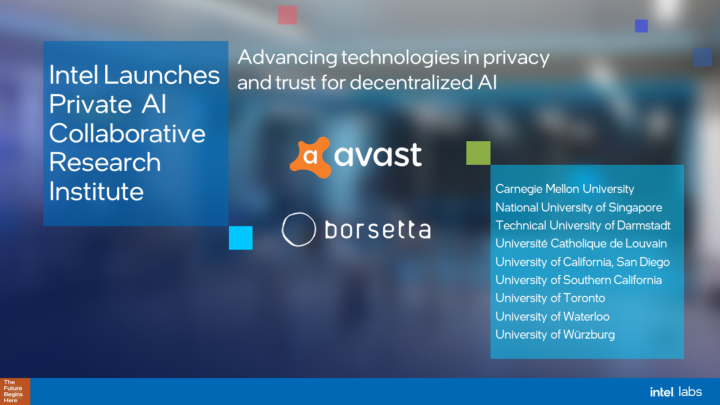 Intel Launches
Private AI
Collaborative
Research
Institute
Advancing technologies in privacy
and trust for decentralized AI
a avast
borsetta
Carnegie Mellon University
National University of Singapore
Technical University of Darmstadt
Université Catholique de Louvain
University of California, San Diego
University of Southern California
University of Toronto
University of Waterloo
University of Würzburg
The
Future
Begins
Here
intel. labs